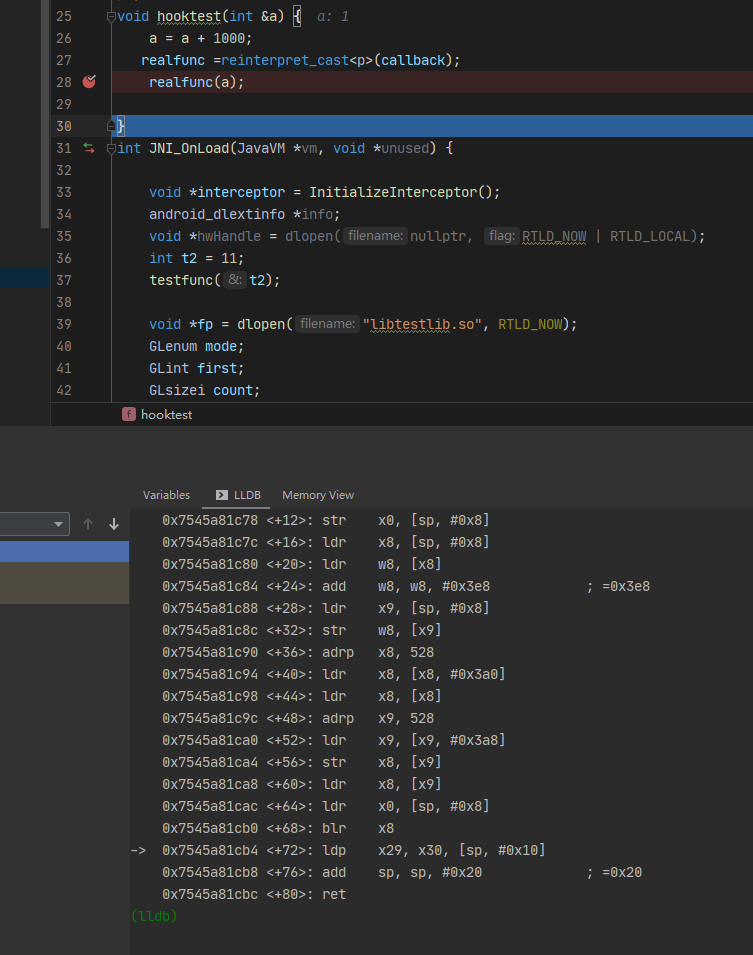 25 void hooktest(int &a) { a: 1
26 a = a + 1000;
27 realfunc =reinterpret_cast<p>(callback);
28 realfunc(a);
29
30 }
31 int JNI_OnLoad(JavaVM *vm, void *unused) {
32
33 void *interceptor = InitializeInterceptor();
34 android_dlextinfo *info;
35 void *hwHandle = dlopen( filename: nullptr, flag: RTLD_NOW | RTLD_LOCAL);
36 int t2 = 11;
37 testfunc( &: t2);
38
39 void *fp = dlopen( filename: "libtestlib.so", RTLD_NOW);
40 GLenum mode;
41 GLint first;
42 GLsizei count;
f hooktest
Variables LLDB Memory View
0x7545a81c78 <+12>: str x0, [sp, #0x8]
0x7545a81c7c <+16>: ldr x8, [sp, #0x8]
0x7545a81c80 <+20>: ldr w8, [x8]
0x7545a81c84 <+24>: add w8, w8, #0x3e8 ; =0x3e8
0x7545a81c88 <+28>: ldr x9, [sp, #0x8]
0x7545a81c8c <+32>: str w8, [x9]
0x7545a81c90 <+36>: adrp x8, 528
0x7545a81c94 <+40>: ldr x8, [x8, #0x3a0]
0x7545a81c98 <+44>: ldr x8, [x8]
0x7545a81c9c <+48>: adrp x9, 528
0x7545a81ca0 <+52>: ldr x9, [x9, #0x3a8]
0x7545a81ca4 <+56>: str x8, [x9]
0x7545a81ca8 <+60>: ldr x8, [x9]
0x7545a81cac <+64>: ldr x0, [sp, #0x8]
0x7545a81cb0 <+68>: blr x8
-> 0x7545a81cb4 <+72>: ldp x29, x30, [sp, #0x10]
0x7545a81cb8 <+76>: add sp, sp, #0x20 ; =0x20
0x7545a81cbc <+80>: ret
(lldb)